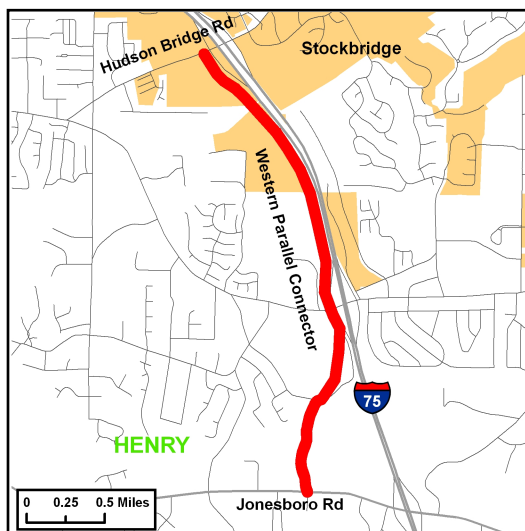 Hudson Bridge Rd
Stockbridge
Western Parallel Connector
75
HENRY
0 0.25 0.5 Miles
Jonesboro Rd